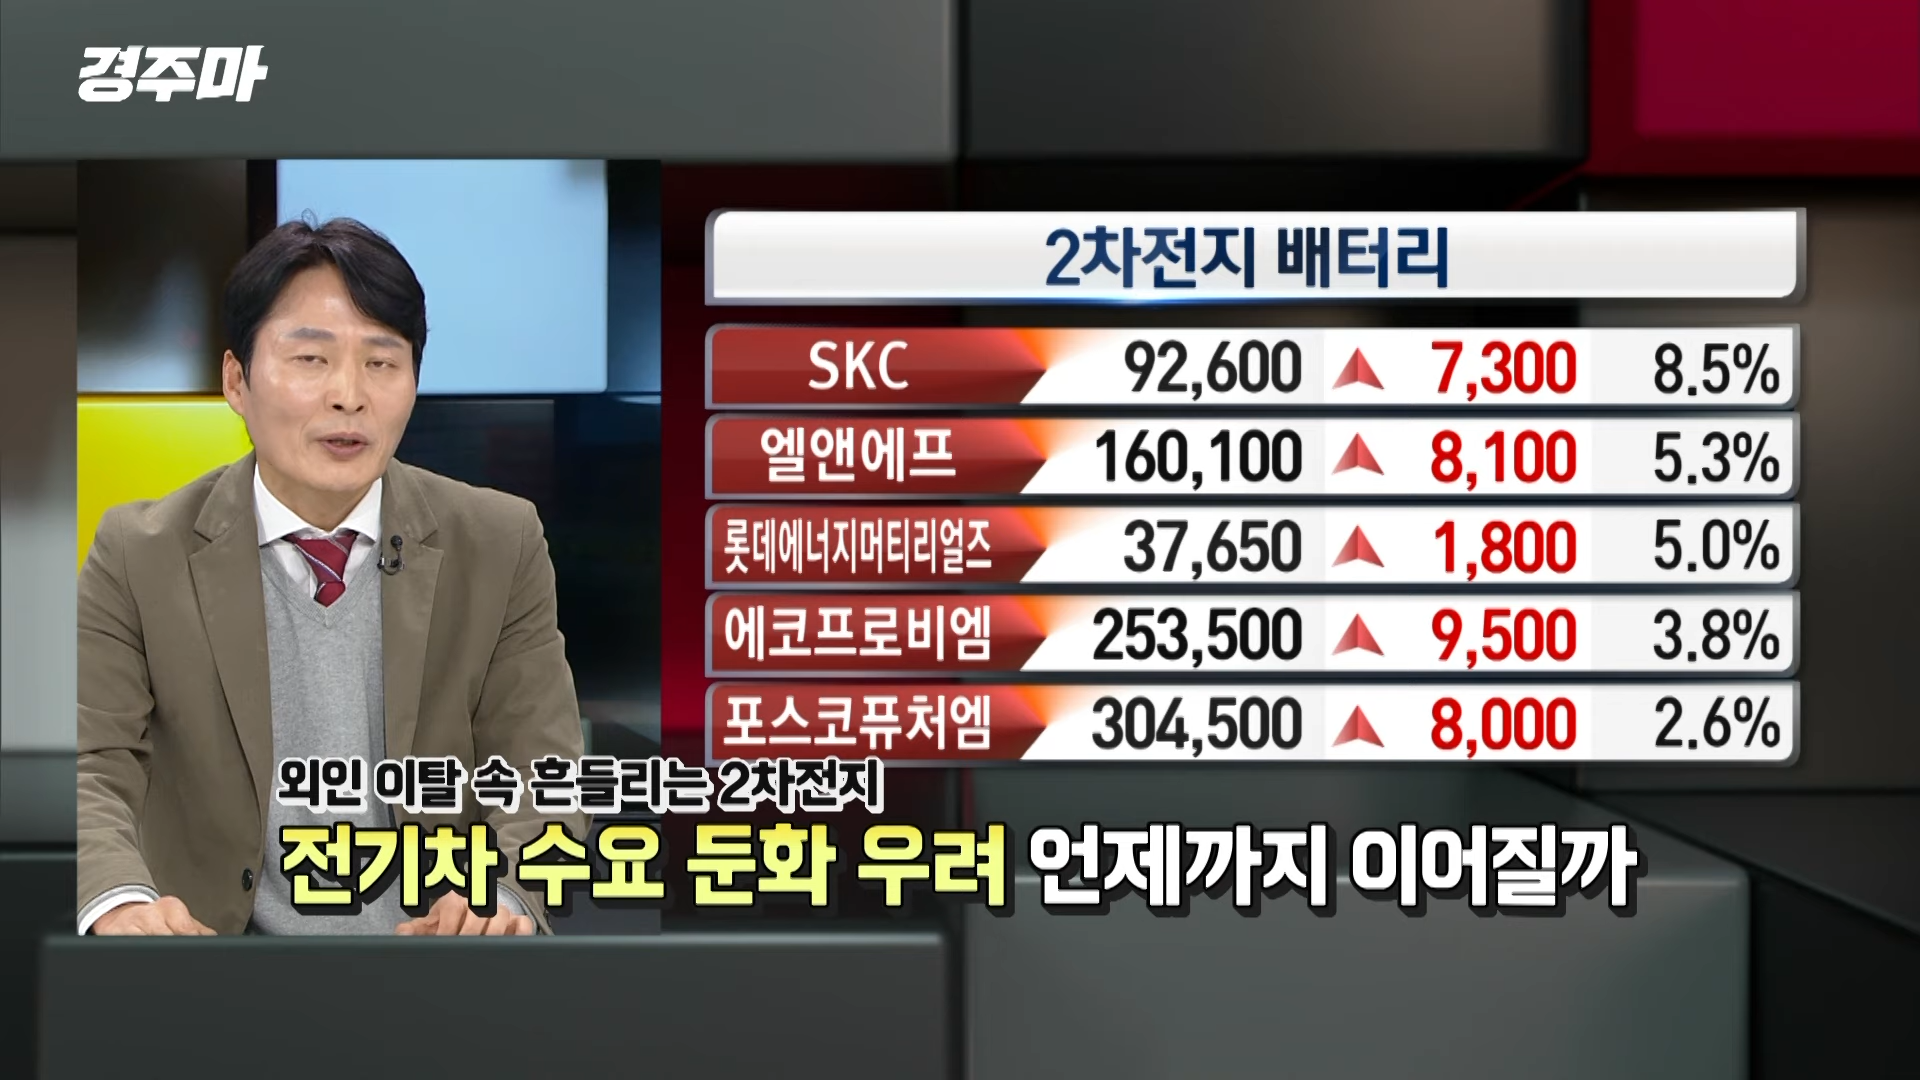 경주마
2차전지 배터리
SKC 92,600 ▲ 7,300 8.5%
엘앤에프 160,100 ▲ 8,100 5.3%
롯데에너지머티리얼즈 37,650 ▲ 1,800 5.0%
에코프로비엠 253,500 ▲ 9,500 3.8%
포스코퓨처엠 304,500 ▲ 8,000 2.6%
외인 이탈 속 흔들리는 2차전지
전기차 수요 둔화 우려 언제까지 이어질까